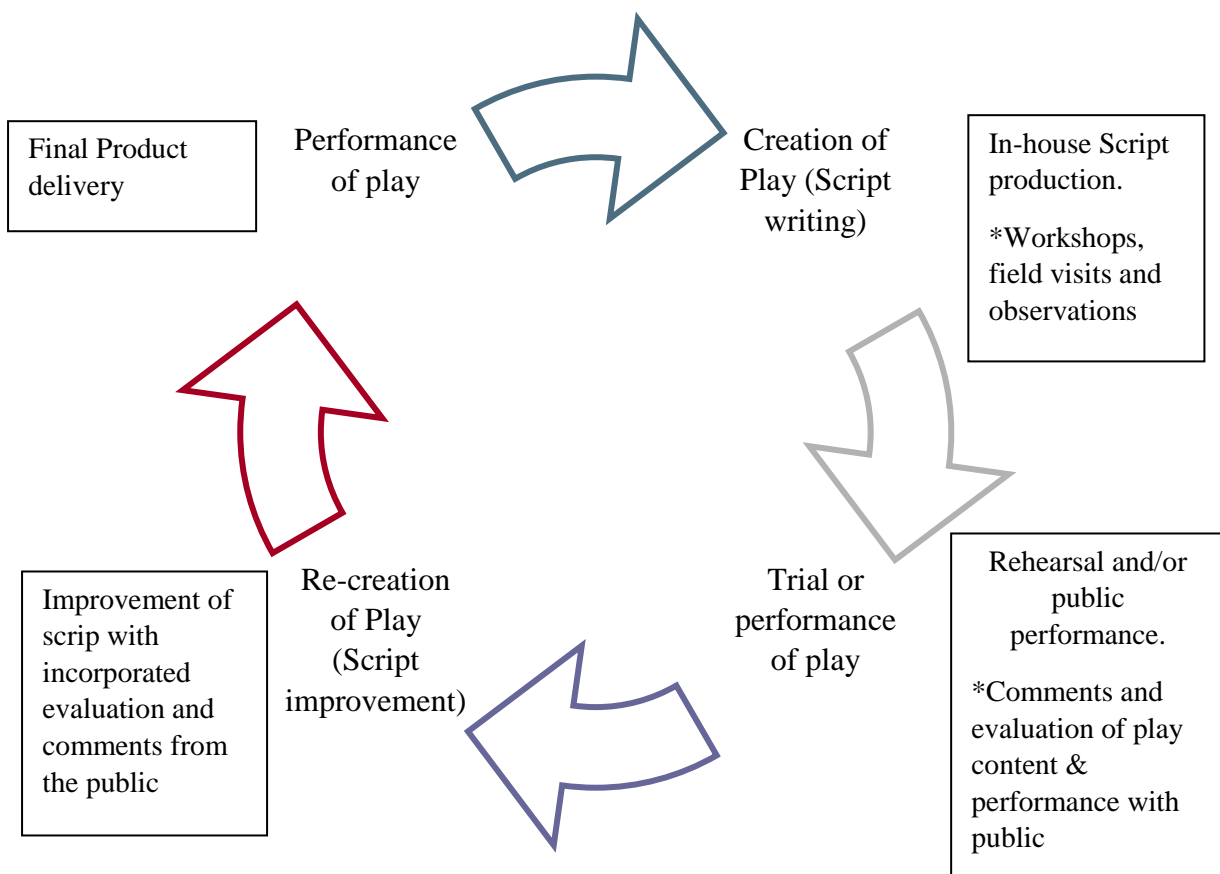 Final Product
delivery
Performance
of play
Creation of
Play (Script
writing)
In-house Script
production.
*Workshops,
field visits and
observations
Improvement of
scrip with
incorporated
evaluation and
comments from
the public
Re-creation
of Play
(Script
improvement)
Trial or
performance
of play
Rehearsal and/or
public
performance.
*Comments and
evaluation of play
content &
performance with
public